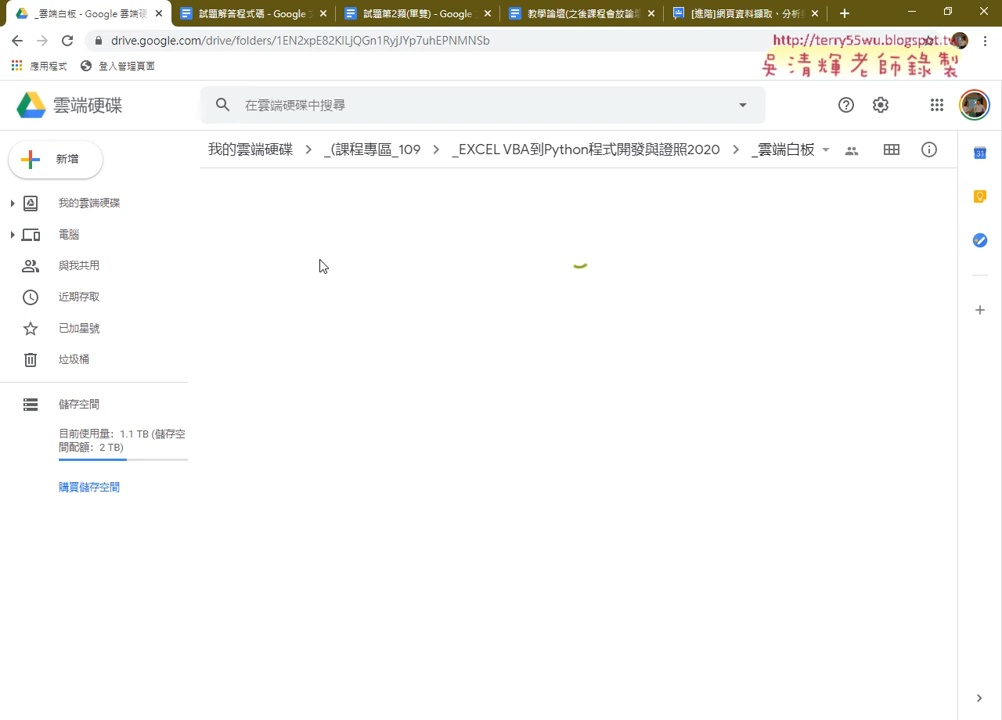 _雲端白板 - Google 雲端硬
試題解答程式碼 - Google
試題第2類(單雙) - Google
教學論壇(之後課程會放論壇
[進階]網頁資料擷取、分析
drive.google.com/drive/folders/1EN2xpE82KlLjQGn1RyjJYp7uhEPNMNSb
http://terry55wu.blogspot.tw
吳清輝老師錄製
應用程式
登入管理頁面
雲端硬碟
在雲端硬碟中搜尋
新增
我的雲端硬碟 > _(課程專區_109 > _EXCEL VBA到Python程式開發與證照2020 > _雲端白板
我的雲端硬碟
電腦
與我共用
近期存取
已加星號
垃圾桶
儲存空間
目前使用量：1.1 TB (儲存空
間配額：2 TB)
購買儲存空間
31